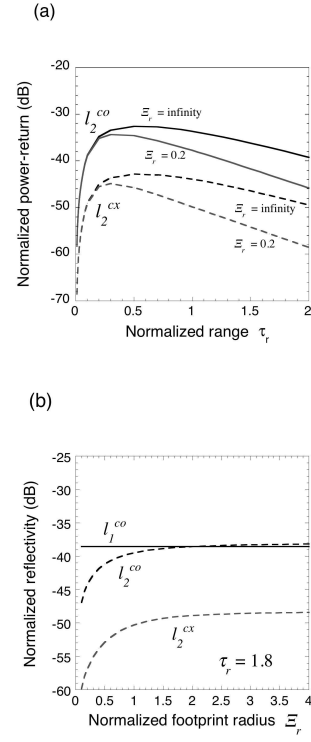 (a)
Normalized power-return (dB)
-20
-30
-40
-50
-60
-70
l₂ᶜᵒ
Ξᵣ = infinity
Ξᵣ = 0.2
l₂ᶜˣ
Ξᵣ = infinity
Ξᵣ = 0.2
0 0.5 1 1.5 2
Normalized range τᵣ
(b)
Normalized reflectivity (dB)
-25
-30
-35
-40
-45
-50
-55
-60
l₁ᶜᵒ
l₂ᶜᵒ
l₂ᶜˣ
τᵣ = 1.8
0 0.5 1 1.5 2 2.5 3 3.5 4
Normalized footprint radius Ξᵣ